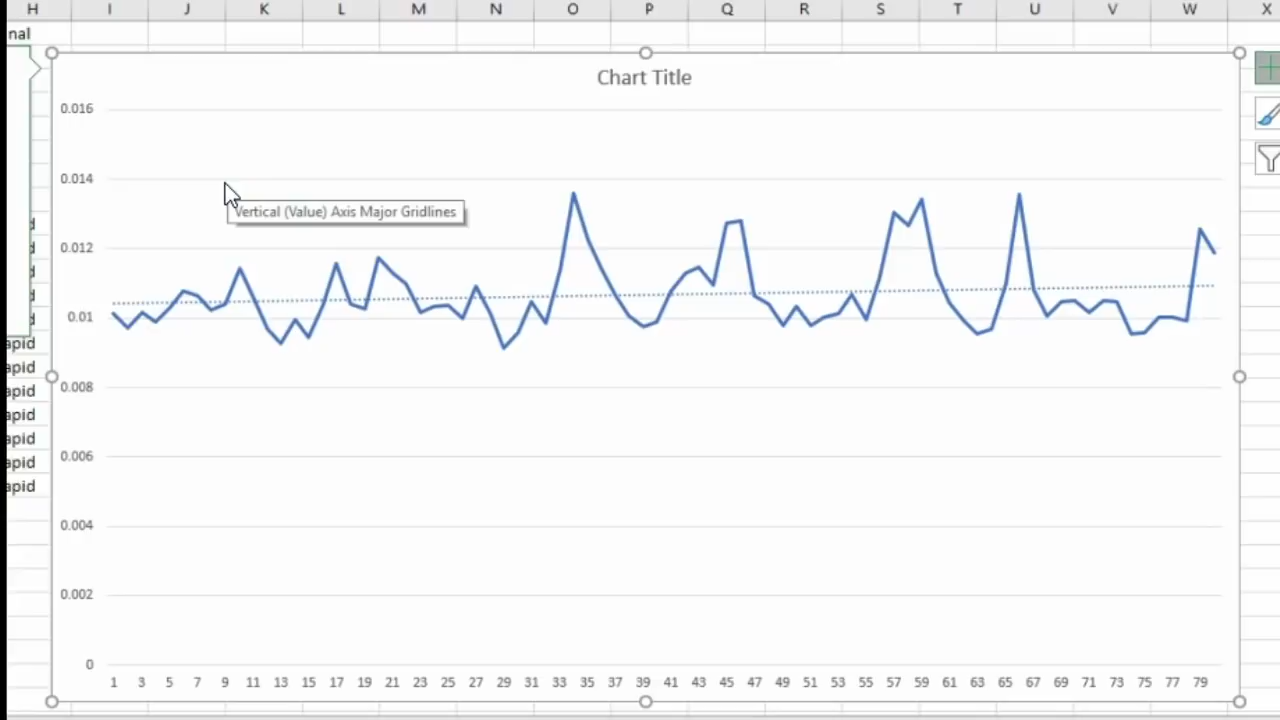 H I J K L M N O P Q R S T U V W X
nal
Chart Title
0.016
0.014
Vertical (Value) Axis Major Gridlines
0.012
0.01
0.008
0.006
0.004
0.002
0
d
d
d
d
d
apid
apid
apid
apid
apid
apid
apid
1 3 5 7 9 11 13 15 17 19 21 23 25 27 29 31 33 35 37 39 41 43 45 47 49 51 53 55 57 59 61 63 65 67 69 71 73 75 77 79